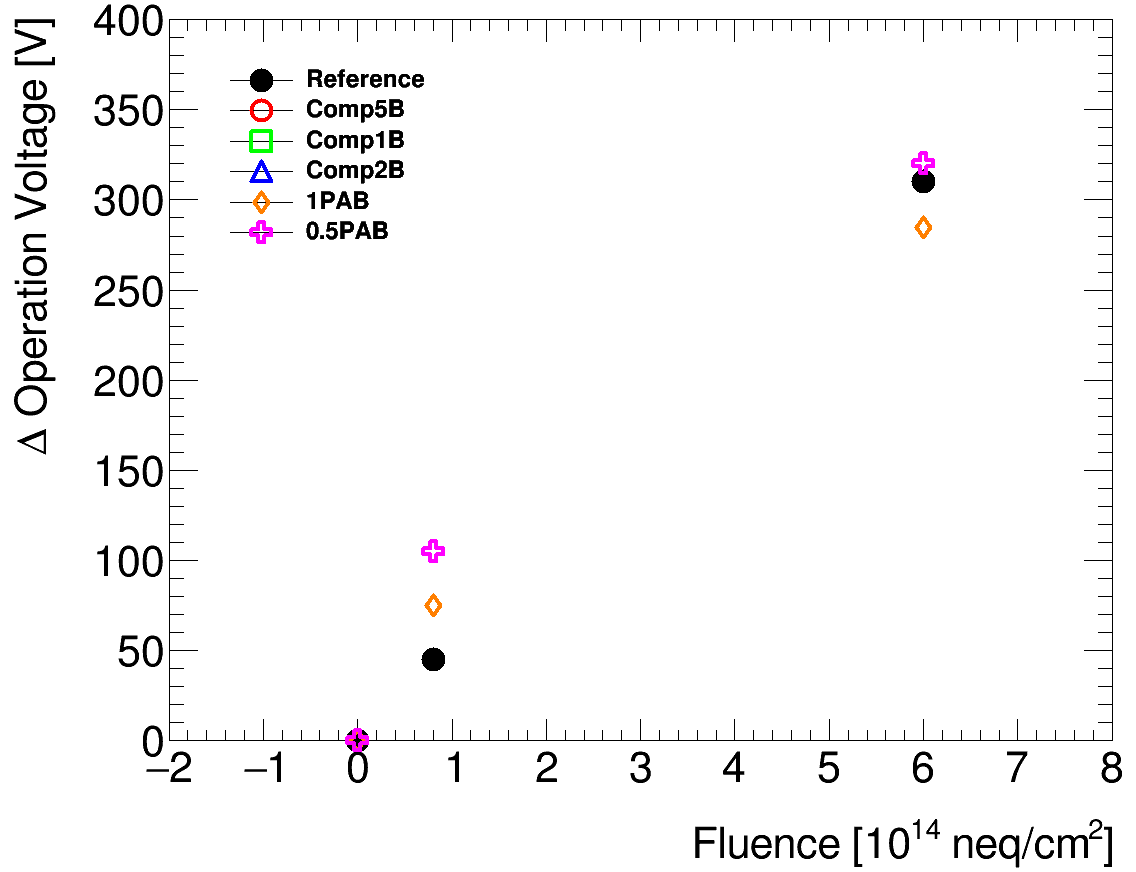 Δ Operation Voltage [V]
400
350
300
250
200
150
100
50
0
Reference
Comp5B
Comp1B
Comp2B
1PAB
0.5PAB
−2 −1 0 1 2 3 4 5 6 7 8
Fluence [10^14 neq/cm^2]